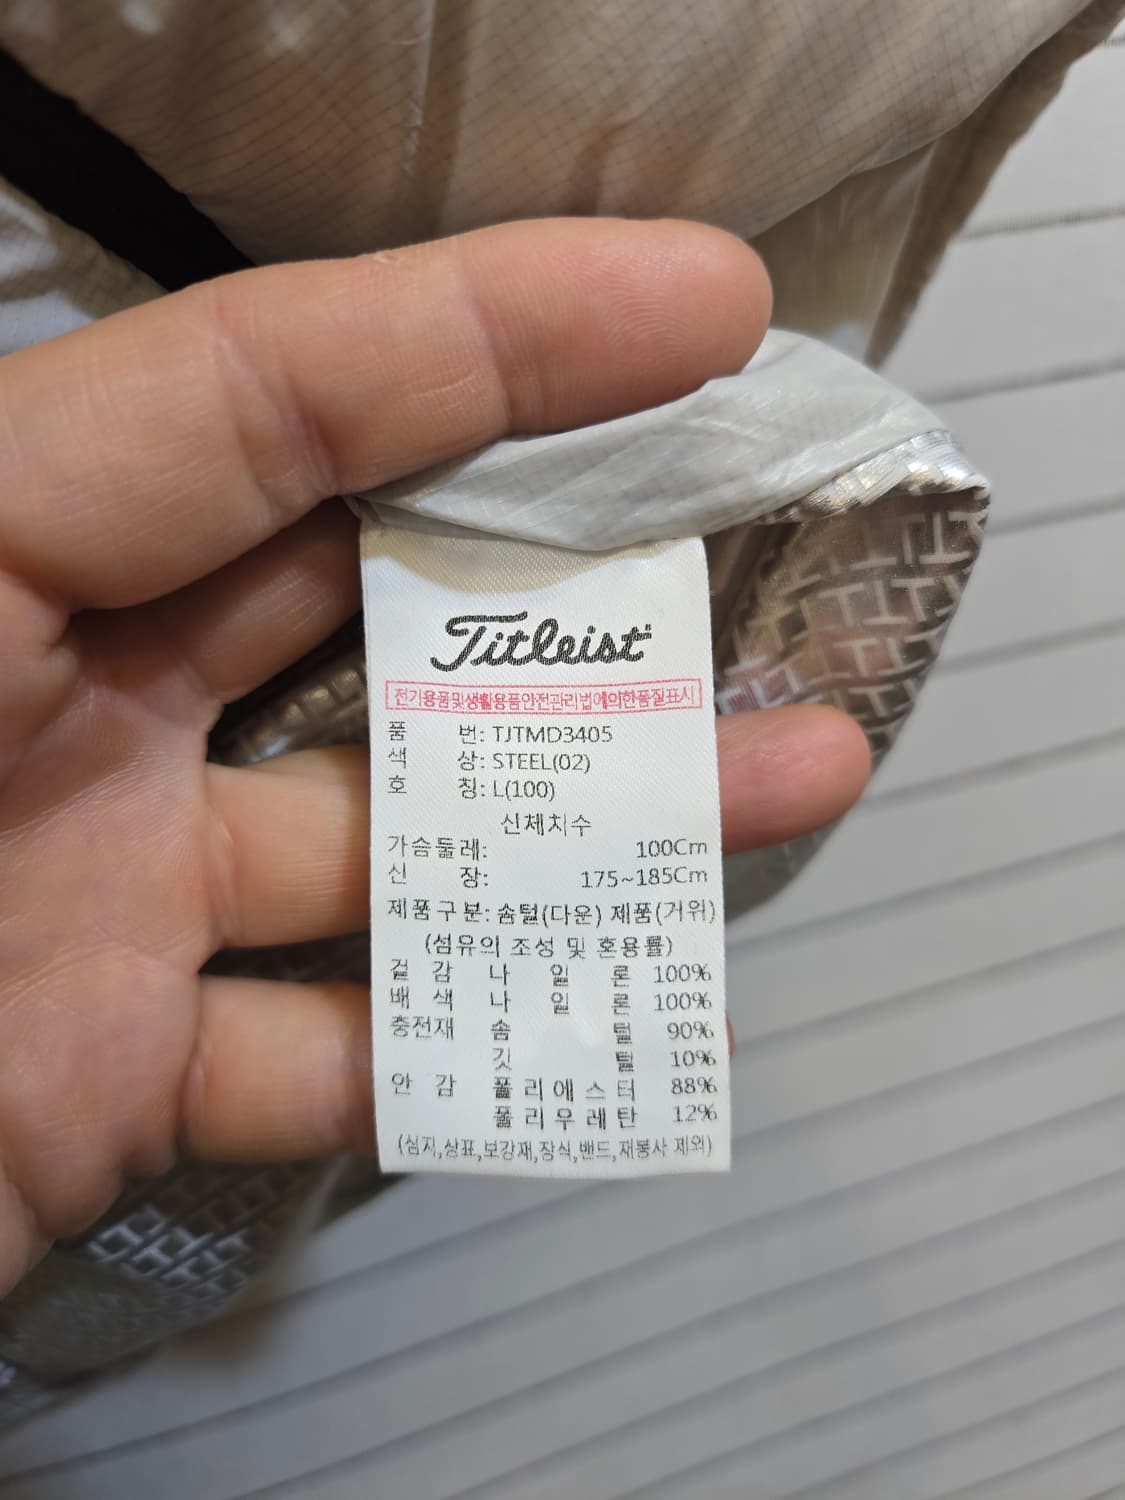 Titleist
전기용품및생활용품안전관리법에의한품질표시
품 번: TJTMD3405
색 상: STEEL(02)
호 칭: L(100)
신체치수
가슴둘레: 100Cm
신 장: 175~185Cm
제품구분: 솜털(다운) 제품(거위)
(섬유의 조성 및 혼용률)
겉 감 나 일 론 100%
배 색 나 일 론 100%
충전재 솜 털 90%
깃 털 10%
안 감 폴 리 에 스 터 88%
폴 리 우 레 탄 12%
(심지,상표,보강재,장식,밴드,재봉사 제외)